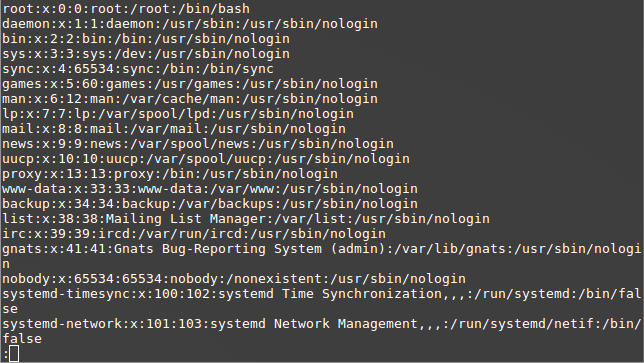 root:x:0:0:root:/root:/bin/bash
daemon:x:1:1:daemon:/usr/sbin:/usr/sbin/nologin
bin:x:2:2:bin:/bin:/usr/sbin/nologin
sys:x:3:3:sys:/dev:/usr/sbin/nologin
sync:x:4:65534:sync:/bin:/bin/sync
games:x:5:60:games:/usr/games:/usr/sbin/nologin
man:x:6:12:man:/var/cache/man:/usr/sbin/nologin
lp:x:7:7:lp:/var/spool/lpd:/usr/sbin/nologin
mail:x:8:8:mail:/var/mail:/usr/sbin/nologin
news:x:9:9:news:/var/spool/news:/usr/sbin/nologin
uucp:x:10:10:uucp:/var/spool/uucp:/usr/sbin/nologin
proxy:x:13:13:proxy:/bin:/usr/sbin/nologin
www-data:x:33:33:www-data:/var/www:/usr/sbin/nologin
backup:x:34:34:backup:/var/backups:/usr/sbin/nologin
list:x:38:38:Mailing List Manager:/var/list:/usr/sbin/nologin
irc:x:39:39:ircd:/var/run/ircd:/usr/sbin/nologin
gnats:x:41:41:Gnats Bug-Reporting System (admin):/var/lib/gnats:/usr/sbin/nologi
n
nobody:x:65534:65534:nobody:/nonexistent:/usr/sbin/nologin
systemd-timesync:x:100:102:systemd Time Synchronization,,,:/run/systemd:/bin/fal
se
systemd-network:x:101:103:systemd Network Management,,,:/run/systemd/netif:/bin/
false
: